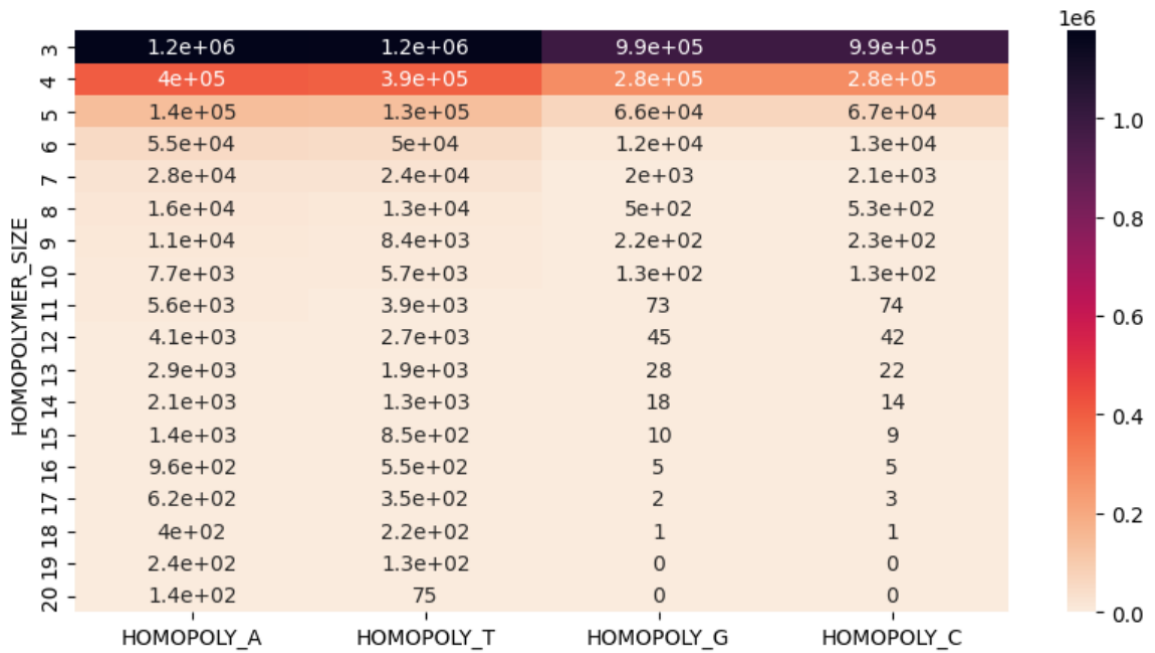 1e6
3 1.2e+06 1.2e+06 9.9e+05 9.9e+05
4 4e+05 3.9e+05 2.8e+05 2.8e+05
5 1.4e+05 1.3e+05 6.6e+04 6.7e+04
6 5.5e+04 5e+04 1.2e+04 1.3e+04
7 2.8e+04 2.4e+04 2e+03 2.1e+03
8 1.6e+04 1.3e+04 5e+02 5.3e+02
9 1.1e+04 8.4e+03 2.2e+02 2.3e+02
10 7.7e+03 5.7e+03 1.3e+02 1.3e+02
11 5.6e+03 3.9e+03 73 74
12 4.1e+03 2.7e+03 45 42
13 2.9e+03 1.9e+03 28 22
14 2.1e+03 1.3e+03 18 14
15 1.4e+03 8.5e+02 10 9
16 9.6e+02 5.5e+02 5 5
17 6.2e+02 3.5e+02 2 3
18 4e+02 2.2e+02 1 1
19 2.4e+02 1.3e+02 0 0
20 1.4e+02 75 0 0
HOMOPOLYMER_SIZE
HOMOPOLY_A HOMOPOLY_T HOMOPOLY_G HOMOPOLY_C
1.0
0.8
0.6
0.4
0.2
0.0